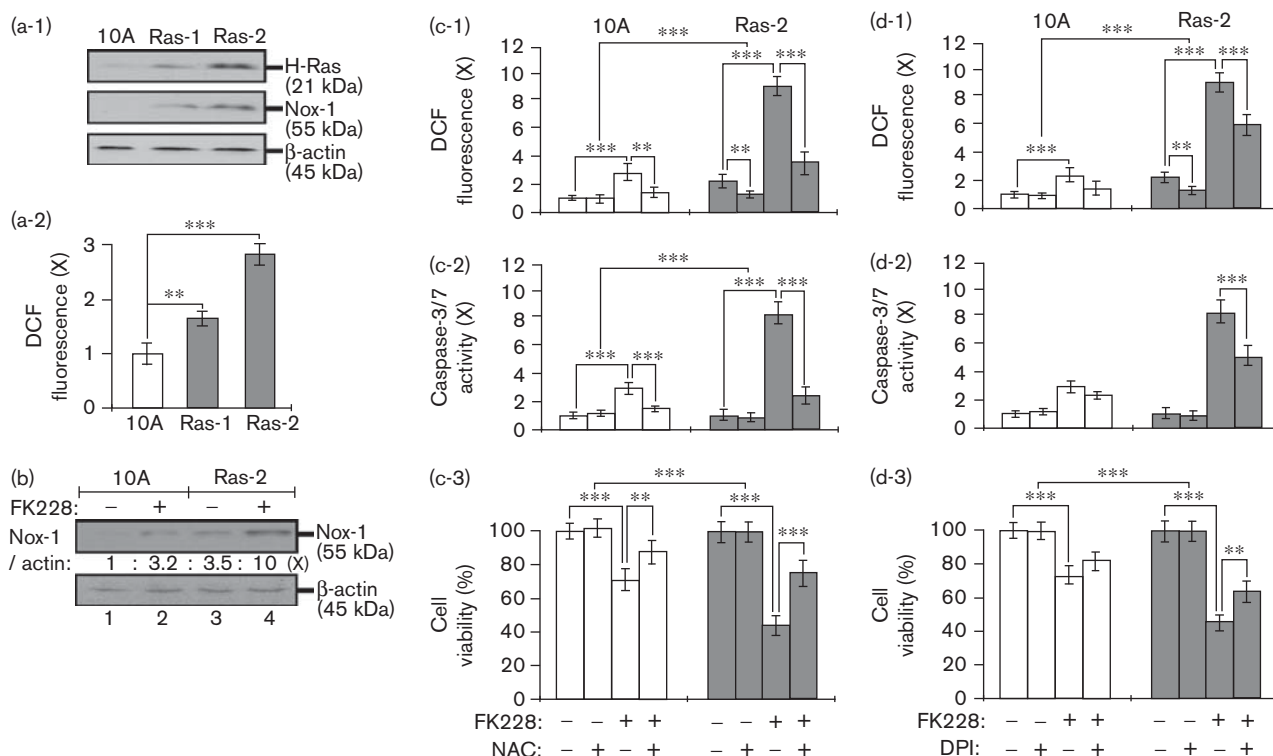 (a-1)
10A Ras-1 Ras-2
H-Ras
(21 kDa)
Nox-1
(55 kDa)
β-actin
(45 kDa)
(a-2)
DCF
fluorescence (X)
3
2
1
0
**
***
10A Ras-1 Ras-2
(b)
10A Ras-2
FK228: – + – +
Nox-1
/ actin: 1 : 3.2 : 3.5 : 10 (X)
Nox-1
(55 kDa)
β-actin
(45 kDa)
1 2 3 4
(c-1)
10A Ras-2
DCF
fluorescence (X)
12
10
8
6
4
2
0
***
*** ***
*** ** **
(c-2)
Caspase-3/7
activity (X)
12
10
8
6
4
2
0
***
*** ***
*** ***
(c-3)
Cell
viability (%)
100
80
60
40
20
0
***
*** ** ***
***
FK228: – – + + – – + +
NAC: – + – + – + – +
(d-1)
10A Ras-2
DCF
fluorescence (X)
12
10
8
6
4
2
0
***
*** ***
*** **
(d-2)
Caspase-3/7
activity (X)
12
10
8
6
4
2
0
***
(d-3)
Cell
viability (%)
100
80
60
40
20
0
***
*** ***
**
FK228: – – + + – – + +
DPI: – + – + – + – +